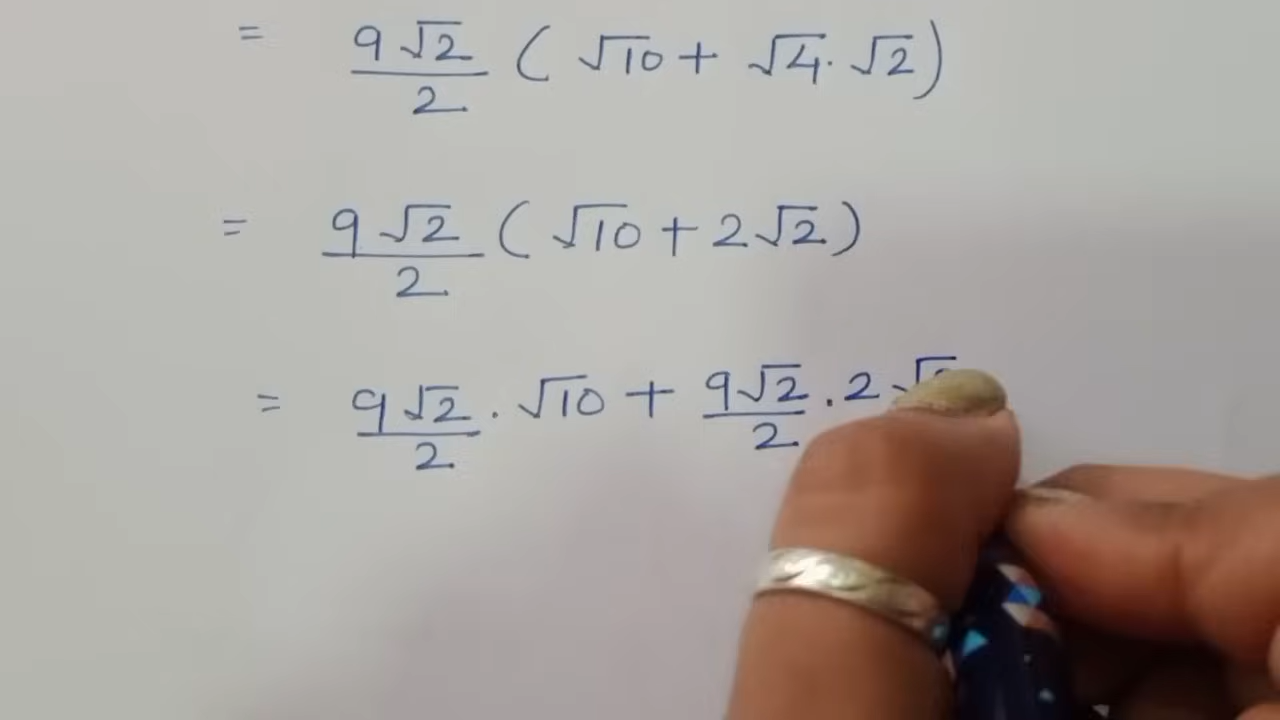 = 9√2/2 (√10 + √4 · √2)
= 9√2/2 (√10 + 2√2)
= 9√2/2 · √10 + 9√2/2 · 2√